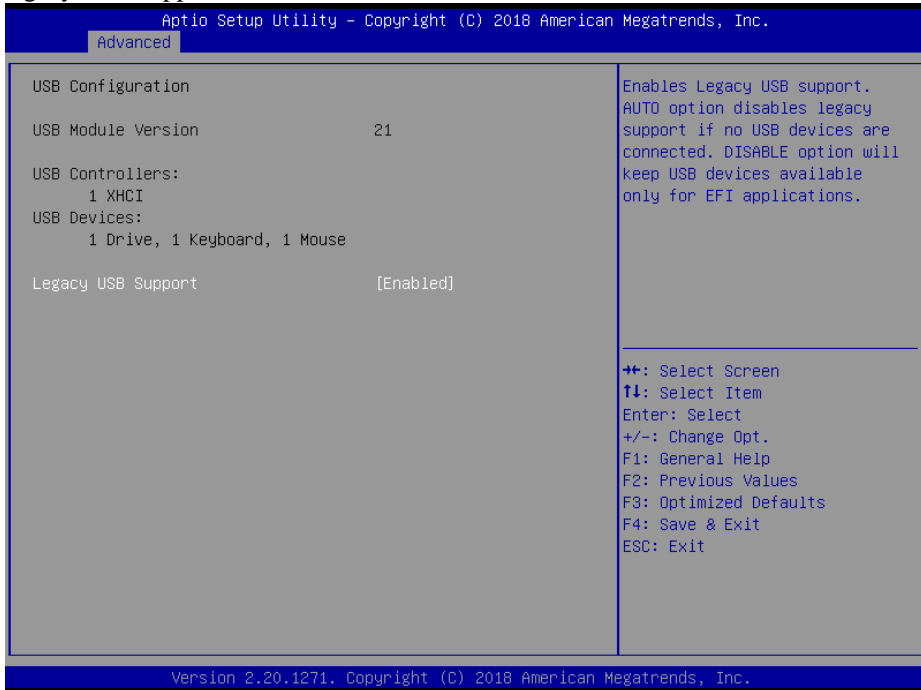 Aptio Setup Utility – Copyright (C) 2018 American Megatrends, Inc.
Advanced
USB Configuration
USB Module Version 21
USB Controllers:
1 XHCI
USB Devices:
1 Drive, 1 Keyboard, 1 Mouse
Legacy USB Support [Enabled]
Enables Legacy USB support.
AUTO option disables legacy
support if no USB devices are
connected. DISABLE option will
keep USB devices available
only for EFI applications.
→←: Select Screen
↑↓: Select Item
Enter: Select
+/-: Change Opt.
F1: General Help
F2: Previous Values
F3: Optimized Defaults
F4: Save & Exit
ESC: Exit
Version 2.20.1271. Copyright (C) 2018 American Megatrends, Inc.